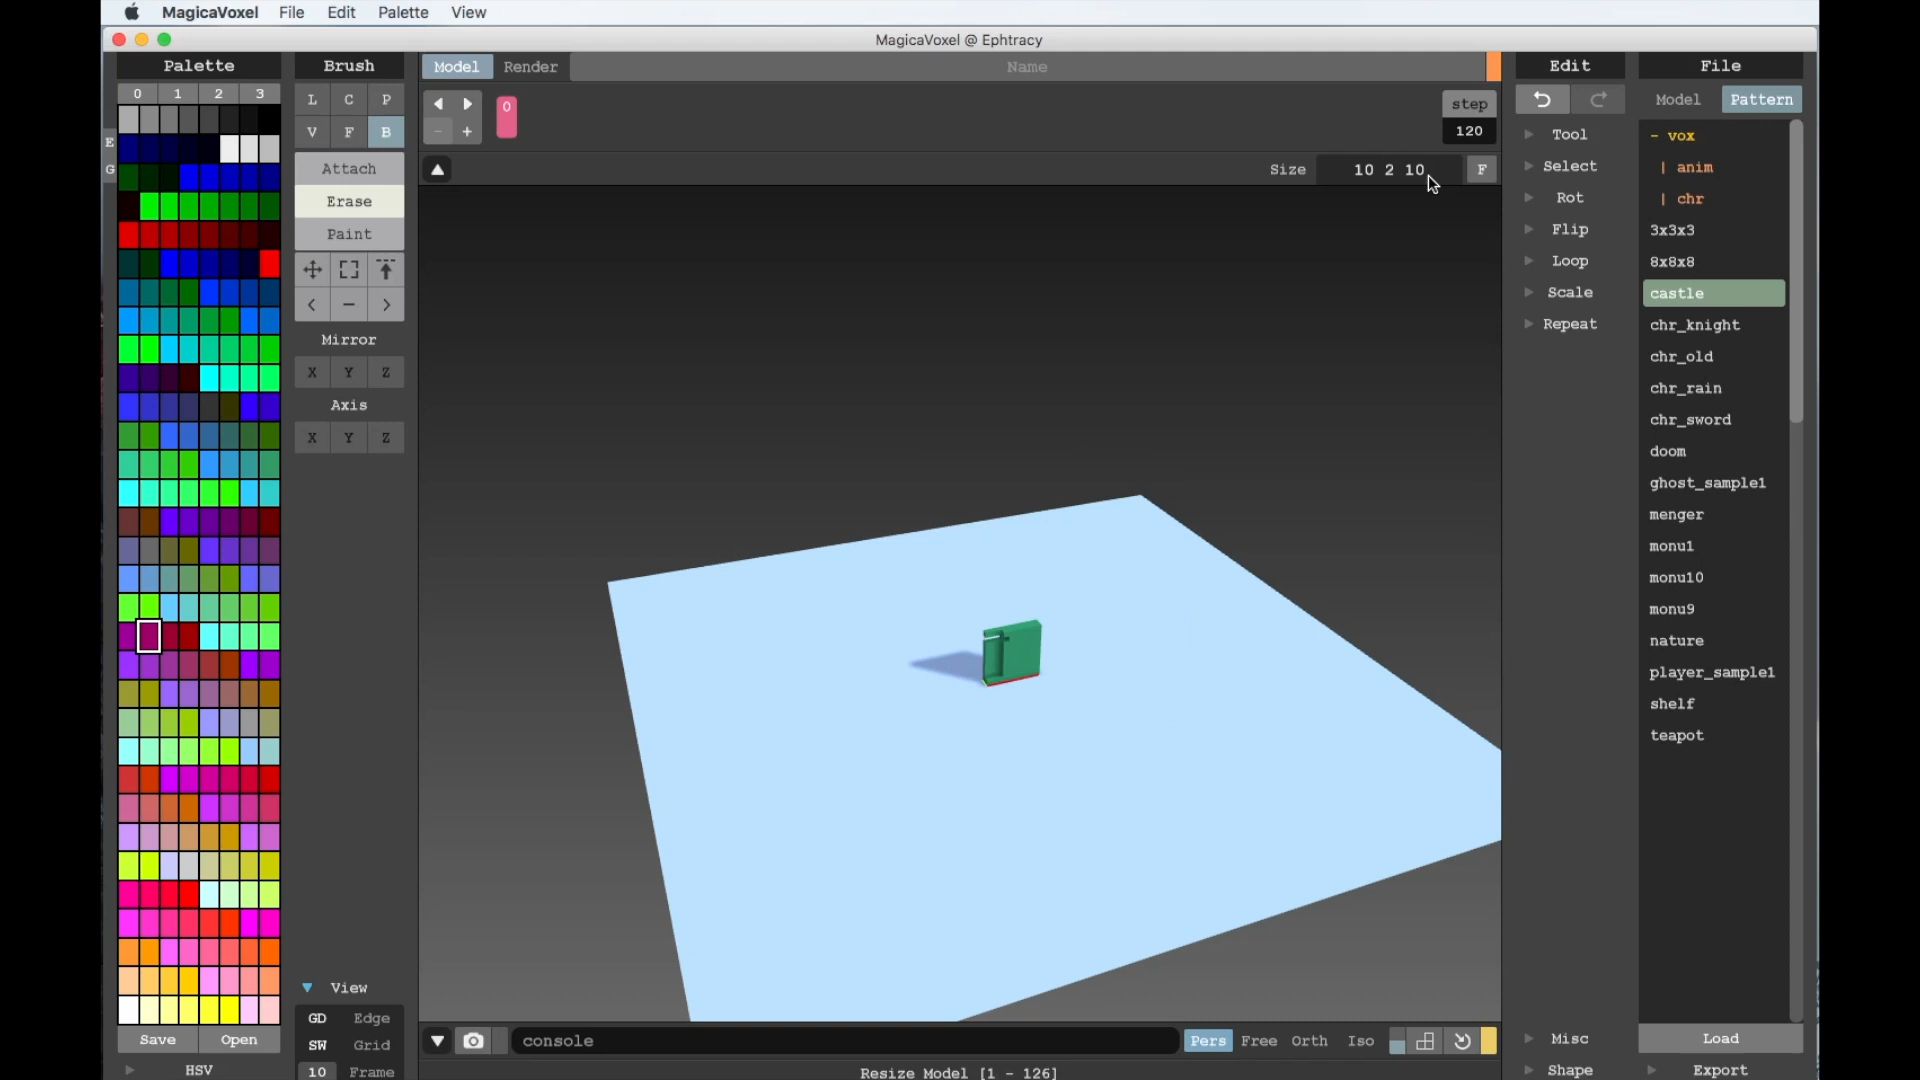 MagicaVoxel File Edit Palette View
MagicaVoxel @ Ephtracy
Palette
0 1 2 3
E
G
Save Open
HSV
Brush
L C P
V F B
Attach
Erase
Paint
Mirror
X Y Z
Axis
X Y Z
View
GD Edge
SW Grid
10 Frame
Model Render Name
0
- +
step
120
Size 10 2 10 F
console Pers Free Orth Iso
Resize Model [1 - 126]
Edit
Tool
Select
Rot
Flip
Loop
Scale
Repeat
Misc
Shape
File
Model Pattern
- vox
| anim
| chr
3x3x3
8x8x8
castle
chr_knight
chr_old
chr_rain
chr_sword
doom
ghost_sample1
menger
monu1
monu10
monu9
nature
player_sample1
shelf
teapot
Load
Export